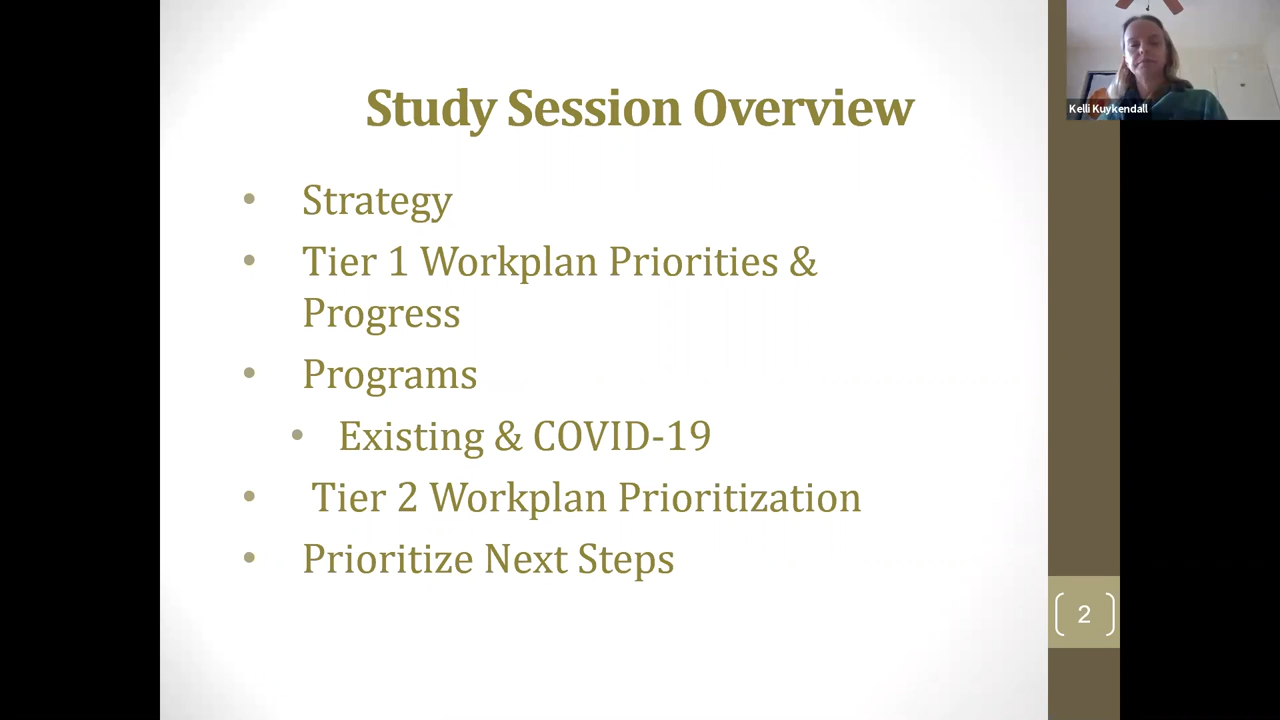 Study Session Overview
• Strategy
• Tier 1 Workplan Priorities &
Progress
• Programs
• Existing & COVID-19
• Tier 2 Workplan Prioritization
• Prioritize Next Steps
2
Kelli Kuykendall